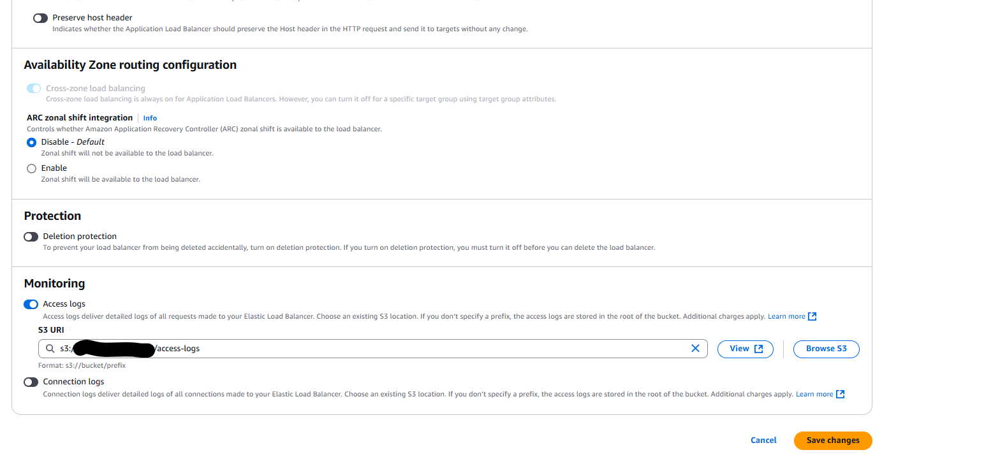 Preserve host header
Indicates whether the Application Load Balancer should preserve the Host header in the HTTP request and send it to targets without any change.
Availability Zone routing configuration
Cross-zone load balancing
Cross-zone load balancing is always on for Application Load Balancers. However, you can turn it off for a specific target group using target group attributes.
ARC zonal shift integration Info
Controls whether Amazon Application Recovery Controller (ARC) zonal shift is available to the load balancer.
Disable - Default
Zonal shift will not be available to the load balancer.
Enable
Zonal shift will be available to the load balancer.
Protection
Deletion protection
To prevent your load balancer from being deleted accidentally, turn on deletion protection. If you turn on deletion protection, you must turn it off before you can delete the load balancer.
Monitoring
Access logs
Access logs deliver detailed logs of all requests made to your Elastic Load Balancer. Choose an existing S3 location. If you don't specify a prefix, the access logs are stored in the root of the bucket. Additional charges apply. Learn more
S3 URI
s3:/ /access-logs View Browse S3
Format: s3://bucket/prefix
Connection logs
Connection logs deliver detailed logs of all connections made to your Elastic Load Balancer. Choose an existing S3 location. If you don't specify a prefix, the access logs are stored in the root of the bucket. Additional charges apply. Learn more
Cancel Save changes